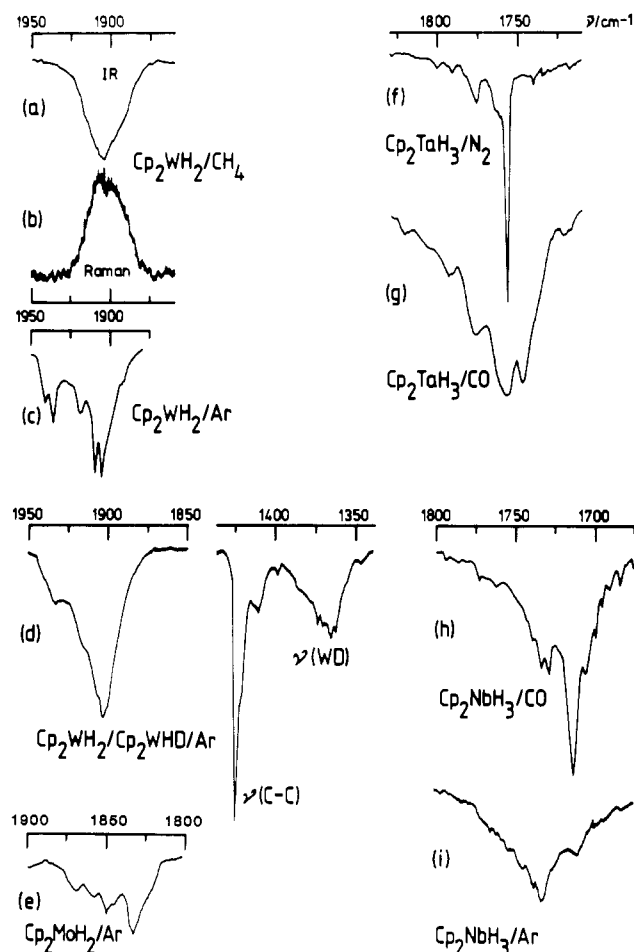 1950 1900
IR
(a)
Cp₂WH₂/CH₄
(b)
Raman
1950 1900
(c)
Cp₂WH₂/Ar
1950 1900 1850
(d)
Cp₂WH₂/Cp₂WHD/Ar
1400 1350
ν(WD)
ν(C-C)
1900 1850 1800
(e)
Cp₂MoH₂/Ar
1800 1750 ν̃/cm⁻¹
(f)
Cp₂TaH₃/N₂
(g)
Cp₂TaH₃/CO
1800 1750 1700
(h)
Cp₂NbH₃/CO
(i)
Cp₂NbH₃/Ar